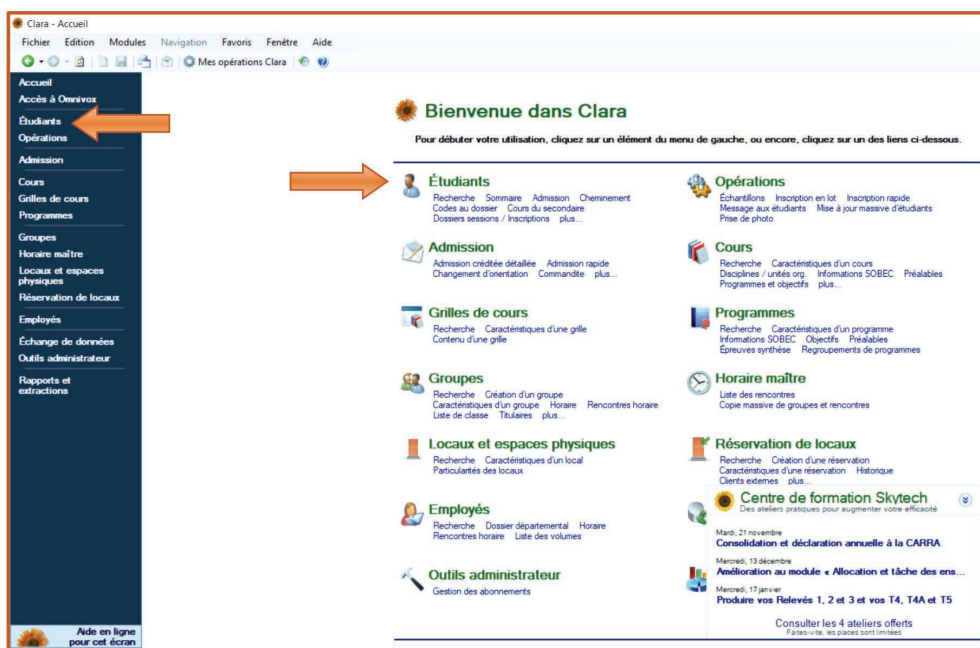 Clara - Accueil
Fichier Edition Modules Navigation Favoris Fenêtre Aide
Mes opérations Clara
Accueil
Accès à Omnivox
Étudiants
Opérations
Admission
Cours
Grilles de cours
Programmes
Groupes
Horaire maître
Locaux et espaces
physiques
Réservation de locaux
Employés
Échange de données
Outils administrateur
Rapports et
extractions
Aide en ligne
pour cet écran
Bienvenue dans Clara
Pour débuter votre utilisation, cliquez sur un élément du menu de gauche, ou encore, cliquez sur un des liens ci-dessous.
Étudiants
Recherche Sommaire Admission Cheminement
Codes au dossier Cours du secondaire
Dossiers sessions / Inscriptions plus...
Opérations
Échantillons Inscription en lot Inscription rapide
Message aux étudiants Mise à jour massive d'étudiants
Prise de photo
Admission
Admission créditée détaillée Admission rapide
Changement d'orientation Commandite plus...
Cours
Recherche Caractéristiques d'un cours
Disciplines / unités org. Informations SOBEC Préalables
Programmes et objectifs plus...
Grilles de cours
Recherche Caractéristiques d'une grille
Contenu d'une grille
Programmes
Recherche Caractéristiques d'un programme
Informations SOBEC Objectifs Préalables
Épreuves synthèse Regroupements de programmes
Groupes
Recherche Création d'un groupe
Caractéristiques d'un groupe Horaire Rencontres horaire
Liste de classe Titulaires plus...
Horaire maître
Liste des rencontres
Copie massive de groupes et rencontres
Locaux et espaces physiques
Recherche Caractéristiques d'un local
Particularités des locaux
Réservation de locaux
Recherche Création d'une réservation
Caractéristiques d'une réservation Historique
Clients externes plus...
Employés
Recherche Dossier départemental Horaire
Rencontres horaire Liste des volumes
Outils administrateur
Gestion des abonnements
Centre de formation Skytech
Des ateliers pratiques pour augmenter votre efficacité
Mardi, 21 novembre
Consolidation et déclaration annuelle à la CARRA
Mercredi, 13 décembre
Amélioration au module « Allocation et tâche des ens...
Mercredi, 17 janvier
Produire vos Relevés 1, 2 et 3 et vos T4, T4A et T5
Consulter les 4 ateliers offerts
Faites-vite, les places sont limitées